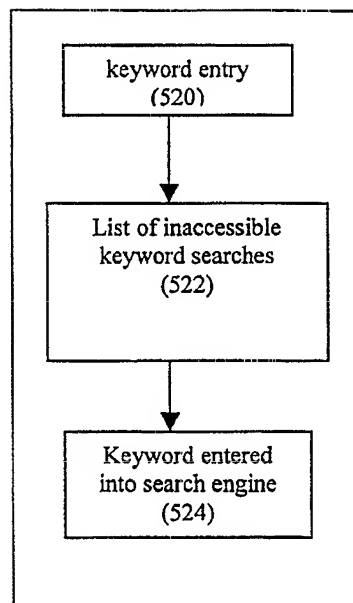 keyword entry
(520)
List of inaccessible
keyword searches
(522)
Keyword entered
into search engine
(524)